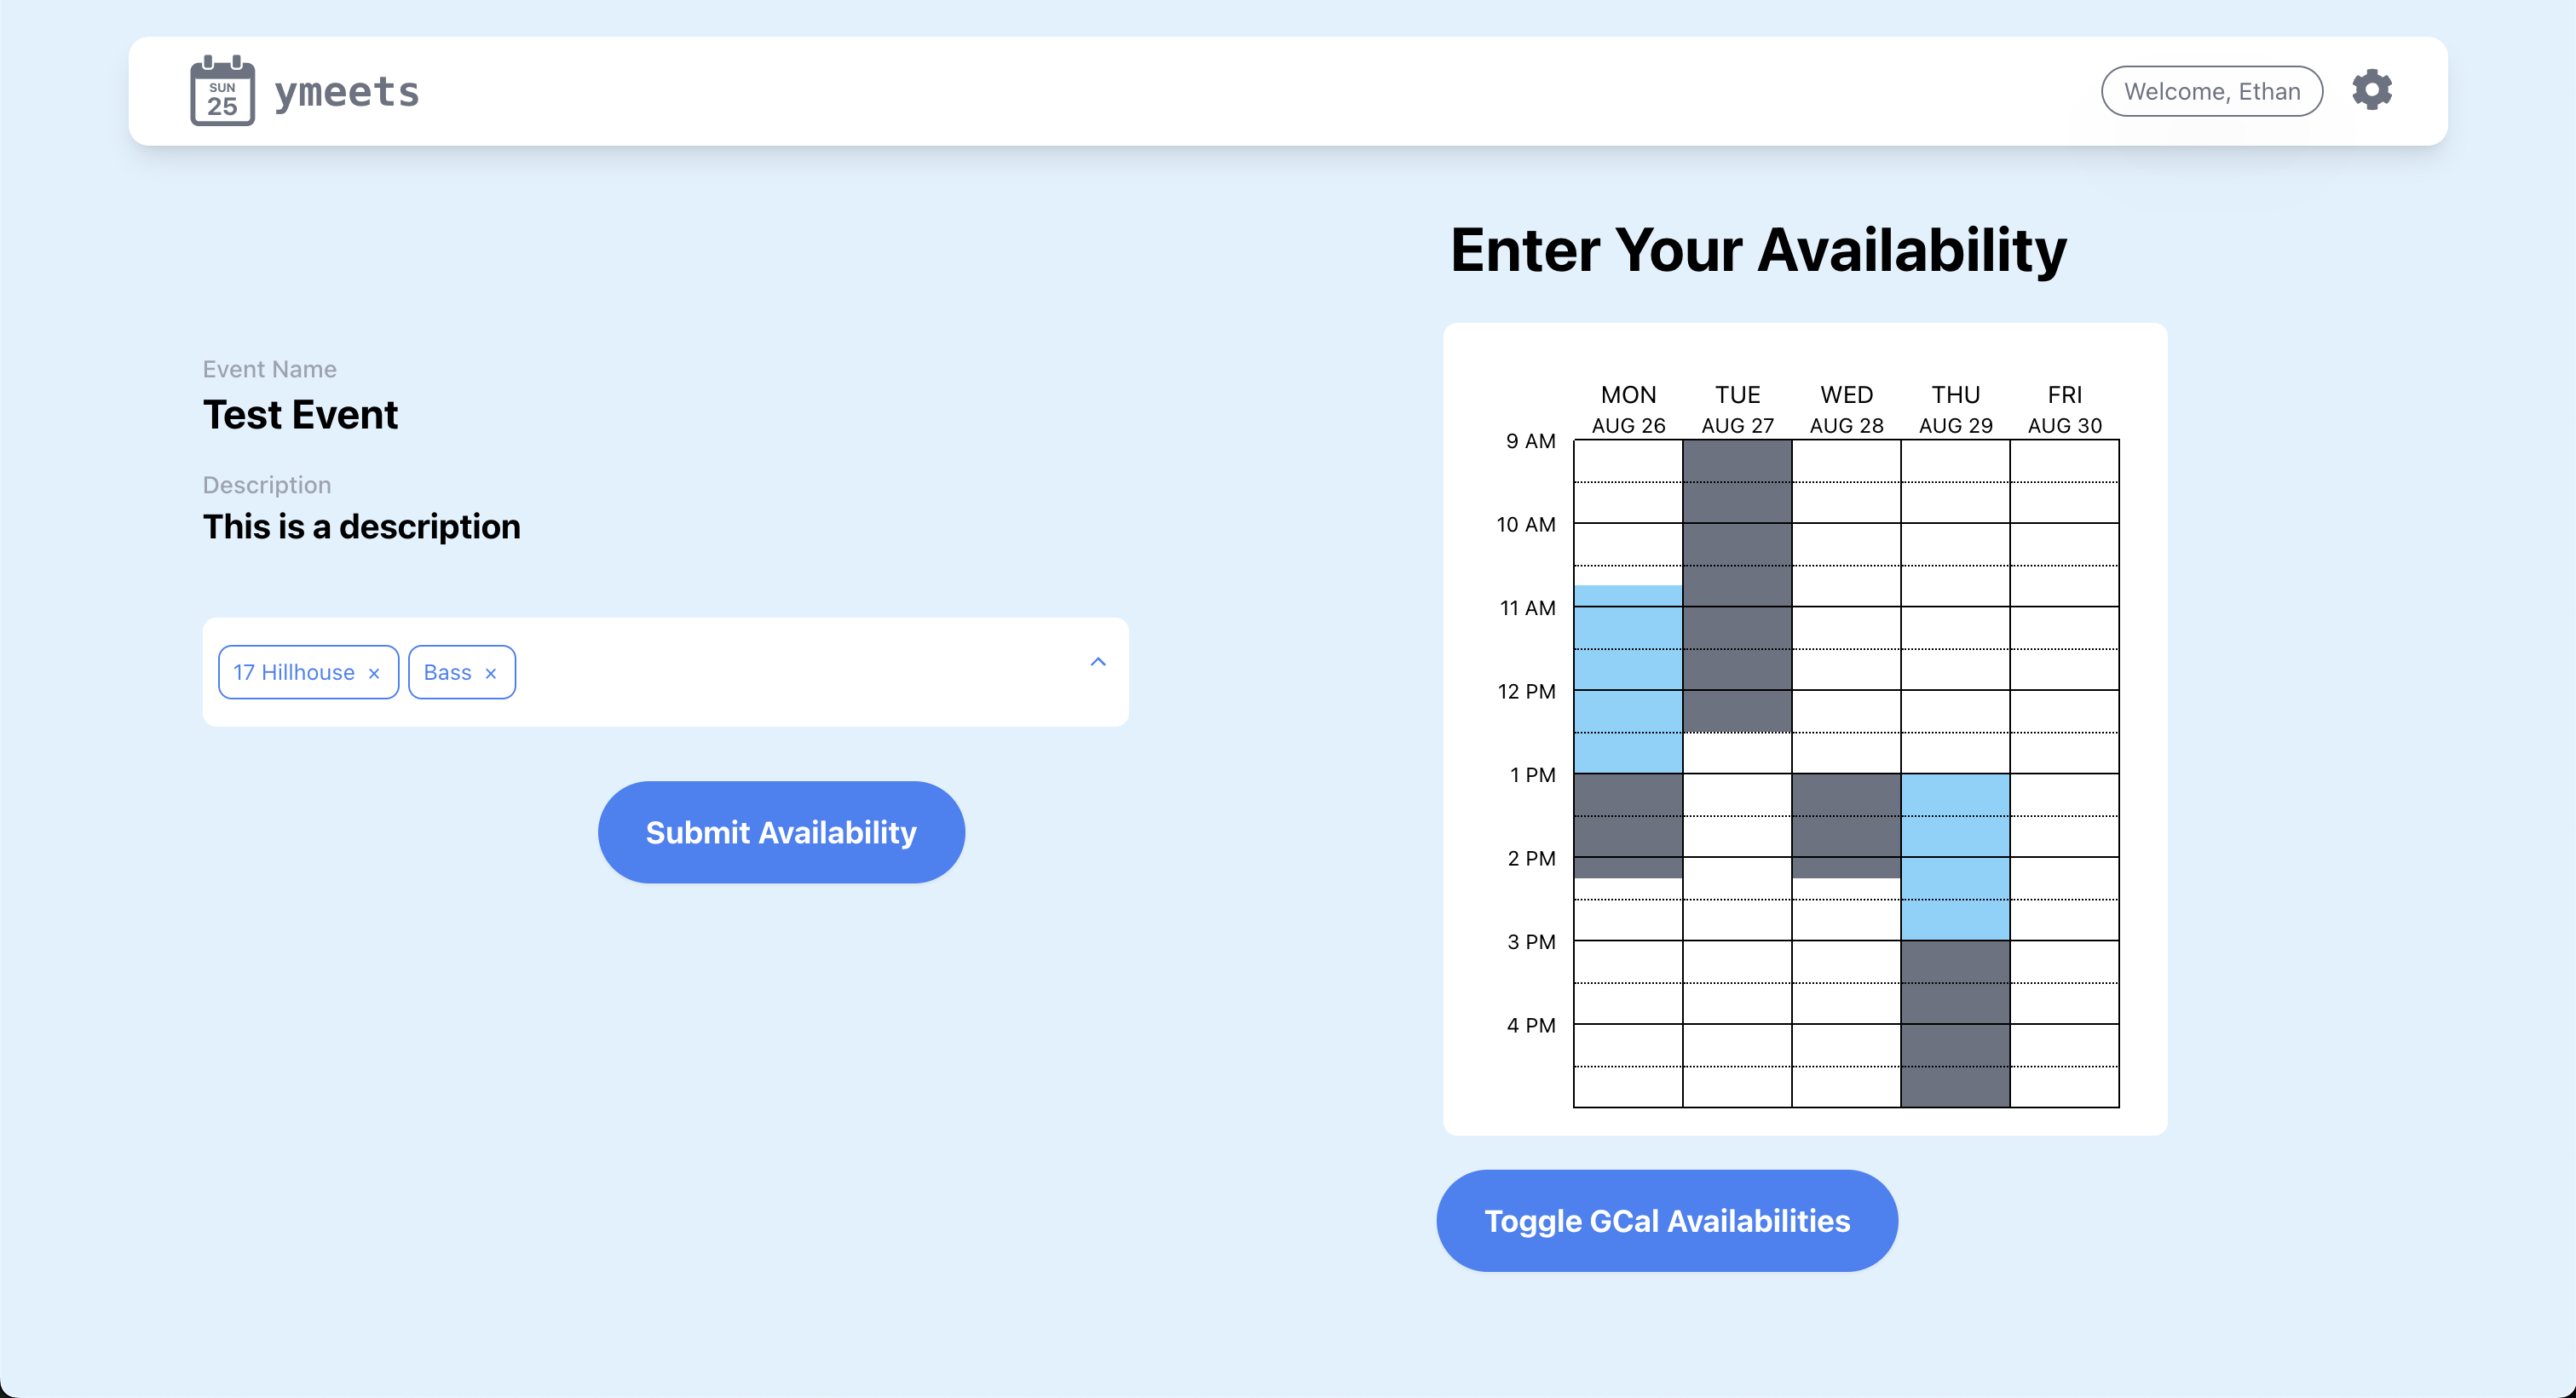 SUN
25
ymeets
Welcome, Ethan
Event Name
Test Event
Description
This is a description
17 Hillhouse ×
Bass ×
Submit Availability
Enter Your Availability
MON TUE WED THU FRI
AUG 26 AUG 27 AUG 28 AUG 29 AUG 30
9 AM
10 AM
11 AM
12 PM
1 PM
2 PM
3 PM
4 PM
Toggle GCal Availabilities